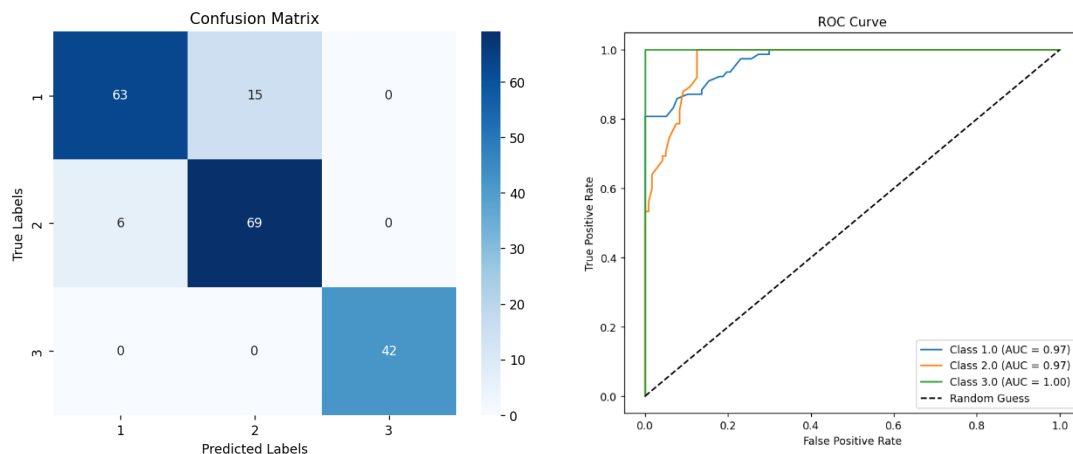 Confusion Matrix
True Labels
1
2
3
63 15 0
6 69 0
0 0 42
1 2 3
Predicted Labels
60
50
40
30
20
10
0
ROC Curve
True Positive Rate
1.0
0.8
0.6
0.4
0.2
0.0
0.0 0.2 0.4 0.6 0.8 1.0
False Positive Rate
Class 1.0 (AUC = 0.97)
Class 2.0 (AUC = 0.97)
Class 3.0 (AUC = 1.00)
Random Guess